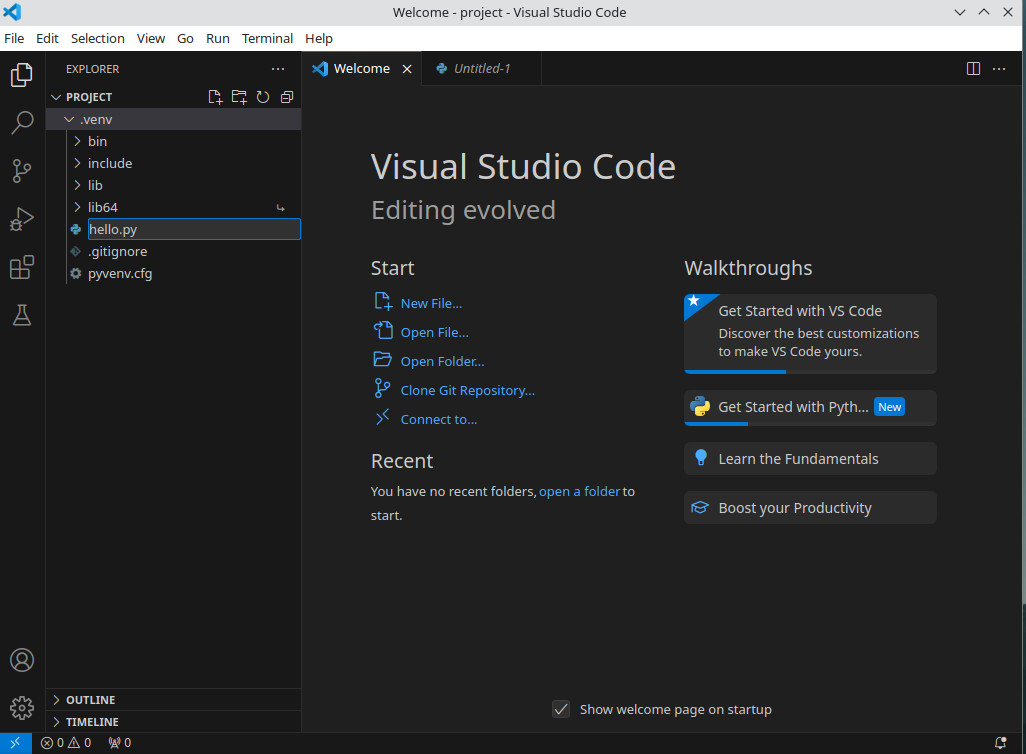 Welcome - project - Visual Studio Code
File Edit Selection View Go Run Terminal Help
EXPLORER
Welcome
Untitled-1
PROJECT
.venv
bin
include
lib
lib64
hello.py
.gitignore
pyvenv.cfg
OUTLINE
TIMELINE
Visual Studio Code
Editing evolved
Start
New File...
Open File...
Open Folder...
Clone Git Repository...
Connect to...
Recent
You have no recent folders, open a folder to
start.
Walkthroughs
Get Started with VS Code
Discover the best customizations
to make VS Code yours.
Get Started with Pyth... New
Learn the Fundamentals
Boost your Productivity
Show welcome page on startup
0 0 0